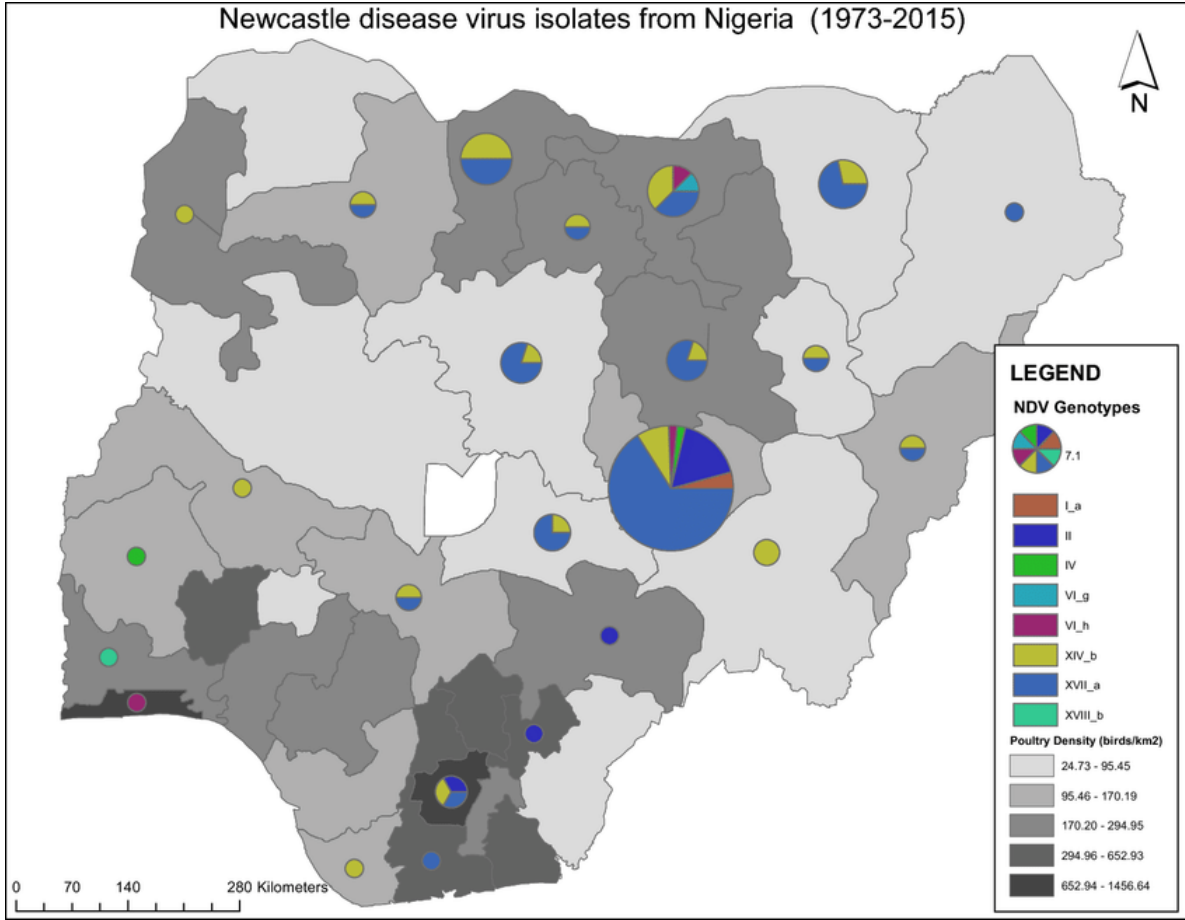 Newcastle disease virus isolates from Nigeria (1973-2015)
N
LEGEND
NDV Genotypes
7.1
I_a
II
IV
VI_g
VI_h
XIV_b
XVII_a
XVIII_b
Poultry Density (birds/km2)
24.73 - 95.45
95.46 - 170.19
170.20 - 294.95
294.96 - 652.93
652.94 - 1456.64
0 70 140 280 Kilometers